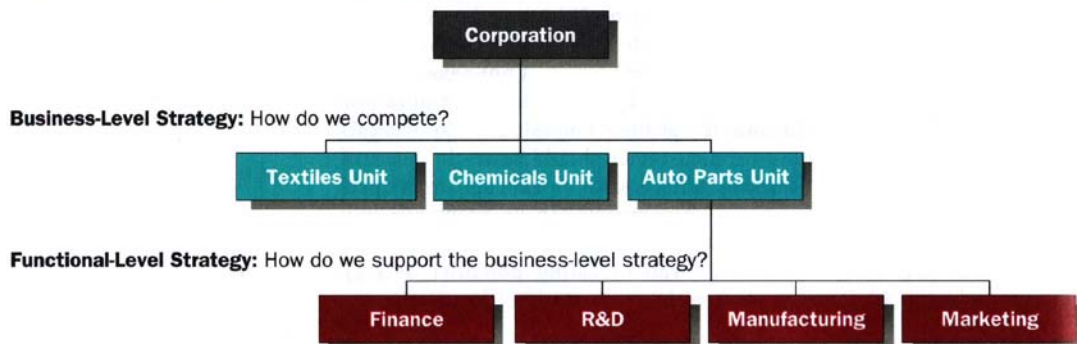 Corporation
Business-Level Strategy: How do we compete?
Textiles Unit Chemicals Unit Auto Parts Unit
Functional-Level Strategy: How do we support the business-level strategy?
Finance R&D Manufacturing Marketing